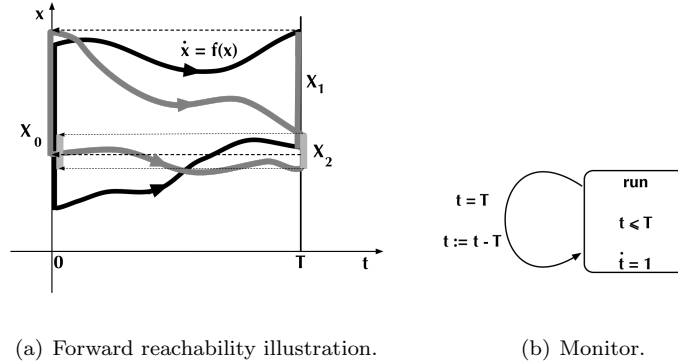 x
ẋ = f(x)
X₁
X₀
X₂
0
T
t
(a) Forward reachability illustration.
t = T
t := t - T
run
t ⩽ T
ṫ = 1
(b) Monitor.